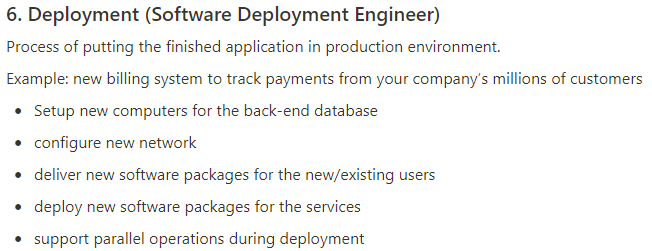 6. Deployment (Software Deployment Engineer)
Process of putting the finished application in production environment.
Example: new billing system to track payments from your company's millions of customers
• Setup new computers for the back-end database
• configure new network
• deliver new software packages for the new/existing users
• deploy new software packages for the services
• support parallel operations during deployment